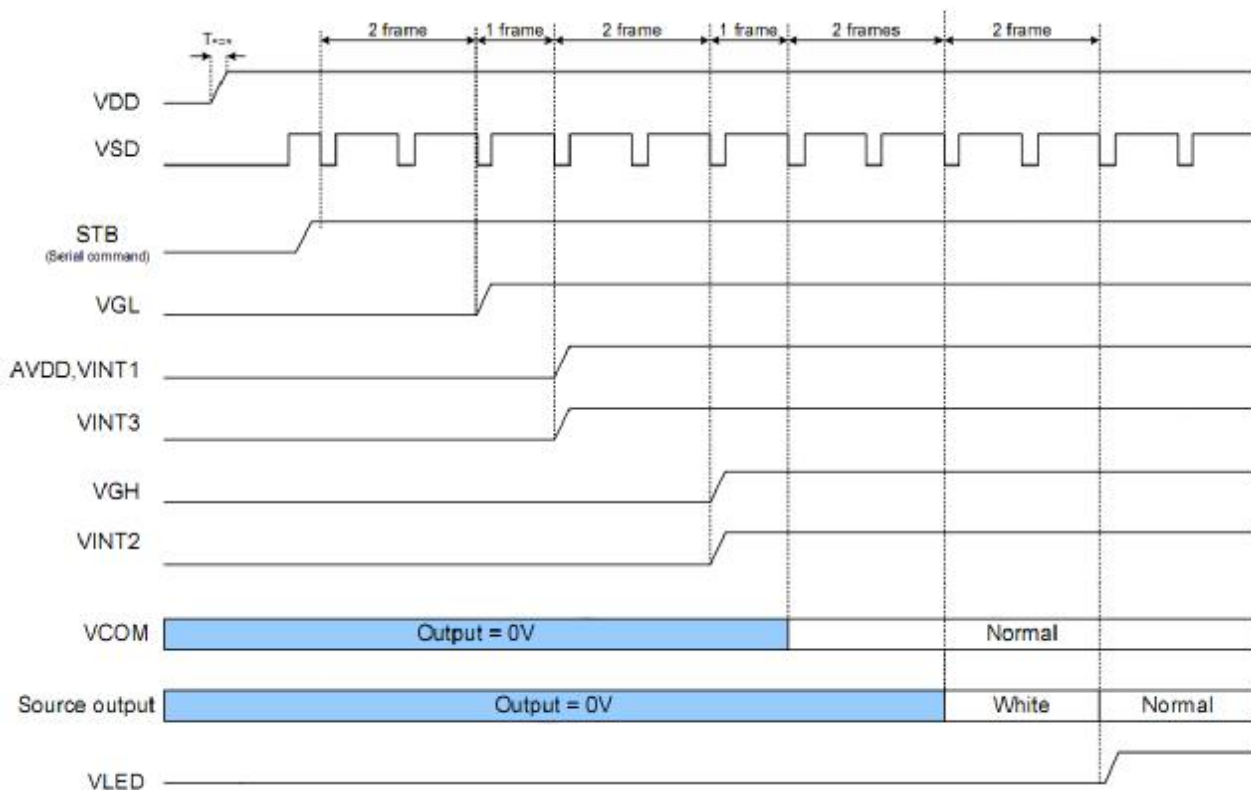 2 frame 1 frame 2 frame 1 frame 2 frames 2 frame
VDD
VSD
STB
(Serial command)
VGL
AVDD,VINT1
VINT3
VGH
VINT2
VCOM Output = 0V Normal
Source output Output = 0V White Normal
VLED